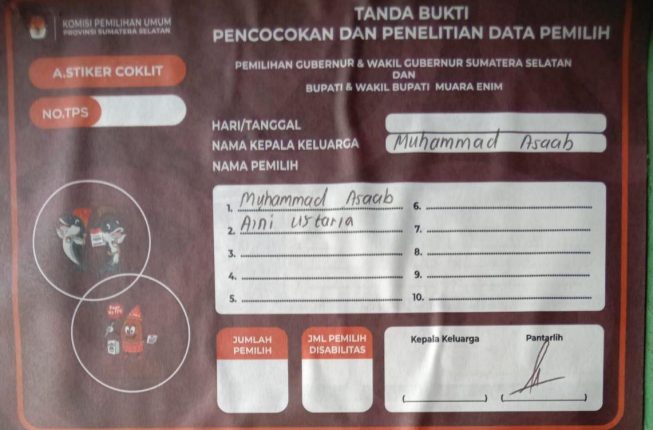 KOMISI PEMILIHAN UMUM
PROVINSI SUMATERA SELATAN
TANDA BUKTI
PENCOCOKAN DAN PENELITIAN DATA PEMILIH
A.STIKER COKLIT
PEMILIHAN GUBERNUR & WAKIL GUBERNUR SUMATERA SELATAN
DAN
BUPATI & WAKIL BUPATI MUARA ENIM
NO.TPS
HARI/TANGGAL
NAMA KEPALA KELUARGA Muhammad Asaab
NAMA PEMILIH
1. Muhammad Asaab
2. Aini ustaria
3.
4.
5.
6.
7.
8.
9.
10.
JUMLAH
PEMILIH
JML PEMILIH
DISABILITAS
Kepala Keluarga
Pantarlih